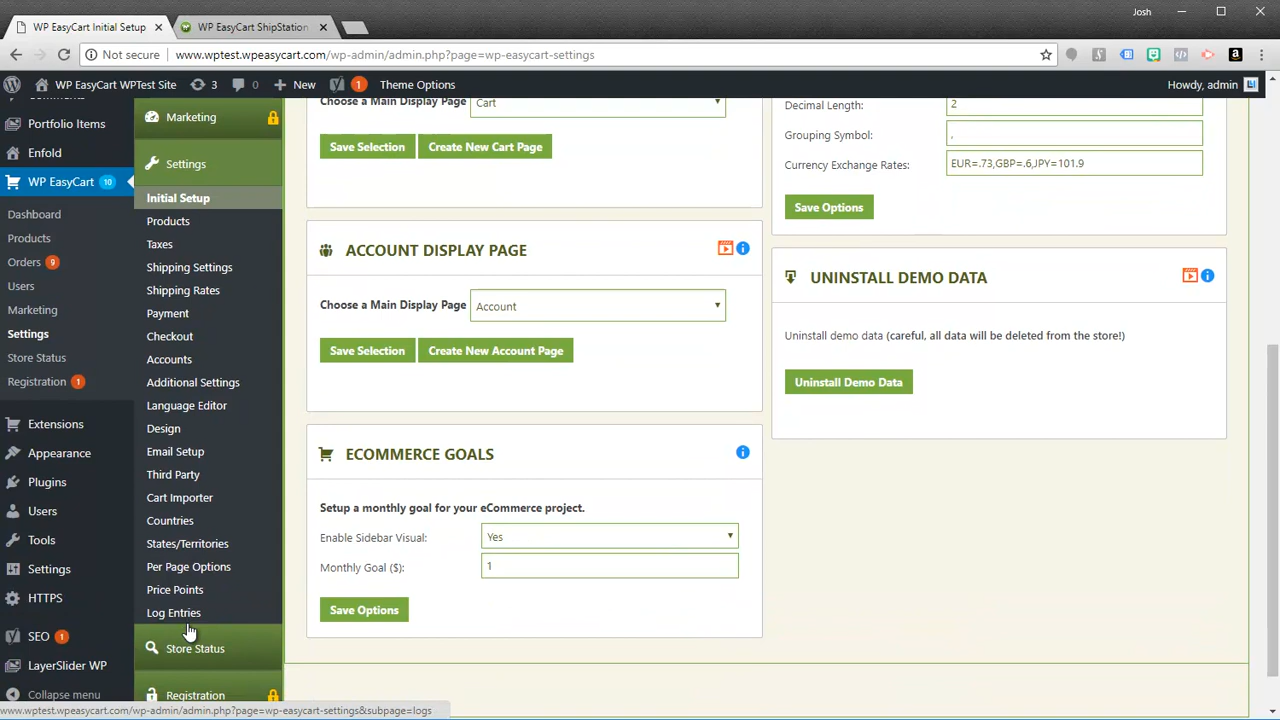 WP EasyCart Initial Setup
WP EasyCart ShipStation
Josh
Not secure
www.wptest.wpeasycart.com/wp-admin/admin.php?page=wp-easycart-settings
WP EasyCart WPTest Site
3
0
New
1
Theme Options
Howdy, admin
Portfolio Items
Enfold
WP EasyCart 10
Dashboard
Products
Orders 9
Users
Marketing
Settings
Store Status
Registration 1
Extensions
Appearance
Plugins
Users
Tools
Settings
HTTPS
SEO 1
LayerSlider WP
Collapse menu
Marketing
Settings
Initial Setup
Products
Taxes
Shipping Settings
Shipping Rates
Payment
Checkout
Accounts
Additional Settings
Language Editor
Design
Email Setup
Third Party
Cart Importer
Countries
States/Territories
Per Page Options
Price Points
Log Entries
Store Status
Registration
Choose a Main Display Page Cart
Save Selection Create New Cart Page
ACCOUNT DISPLAY PAGE
Choose a Main Display Page Account
Save Selection Create New Account Page
ECOMMERCE GOALS
Setup a monthly goal for your eCommerce project.
Enable Sidebar Visual: Yes
Monthly Goal ($): 1
Save Options
Decimal Length: 2
Grouping Symbol: ,
Currency Exchange Rates: EUR=.73,GBP=.6,JPY=101.9
Save Options
UNINSTALL DEMO DATA
Uninstall demo data (careful, all data will be deleted from the store!)
Uninstall Demo Data
www.wptest.wpeasycart.com/wp-admin/admin.php?page=wp-easycart-settings&subpage=logs